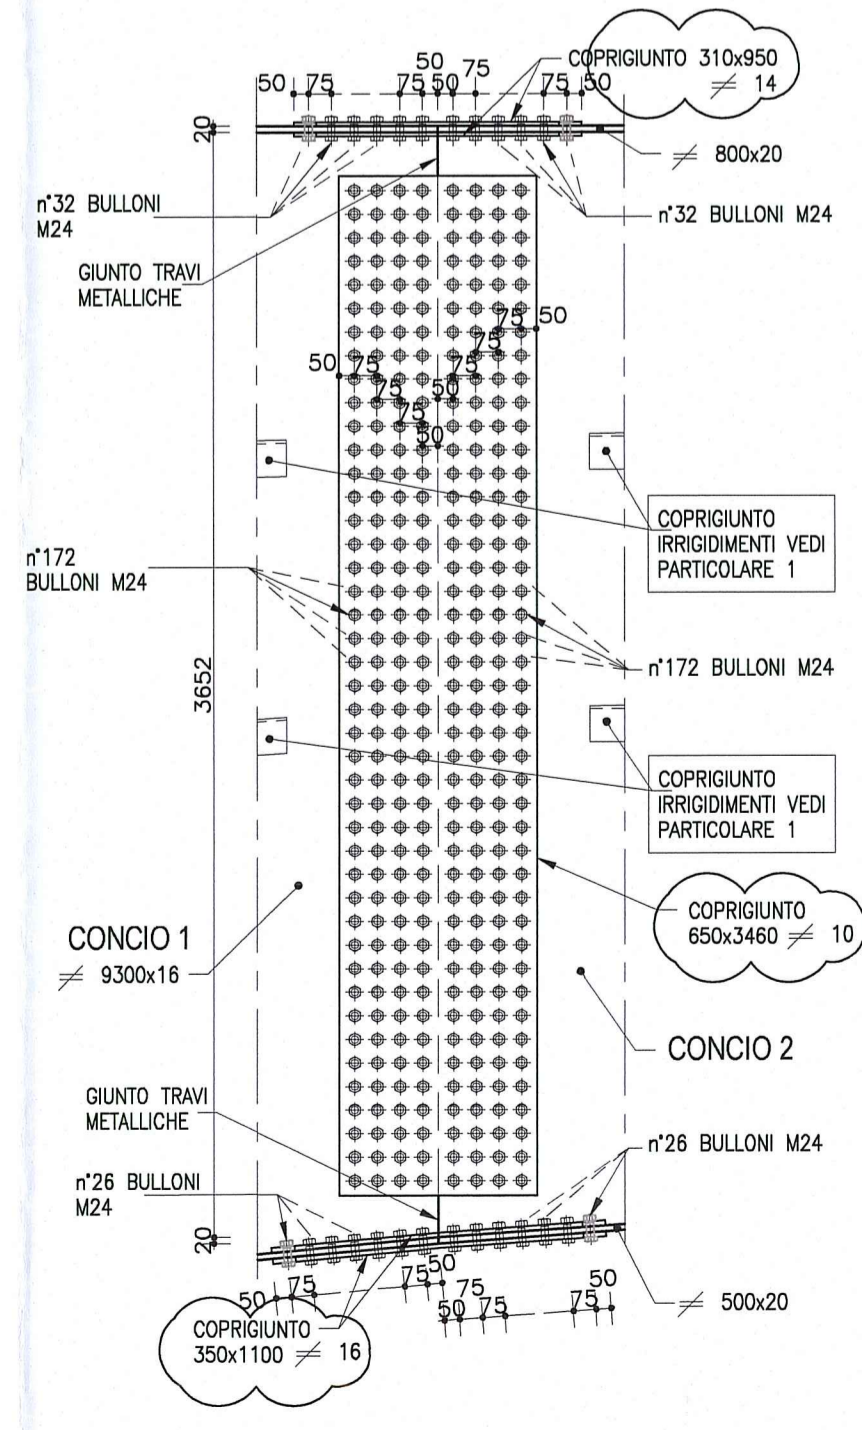 50
75
75
50
50
75
75
50
COPRIGIUNTO 310x950
14
20
800x20
n°32 BULLONI
M24
n°32 BULLONI M24
GIUNTO TRAVI
METALLICHE
75
50
75
50
75
75
75
50
75
50
COPRIGIUNTO
IRRIGIDIMENTI VEDI
PARTICOLARE 1
n°172
BULLONI M24
n°172 BULLONI M24
3652
COPRIGIUNTO
IRRIGIDIMENTI VEDI
PARTICOLARE 1
COPRIGIUNTO
650x3460 10
CONCIO 1
9300x16
CONCIO 2
GIUNTO TRAVI
METALLICHE
n°26 BULLONI M24
n°26 BULLONI
M24
20
50
75
75
50
50
75
75
75
50
500x20
COPRIGIUNTO
350x1100 16